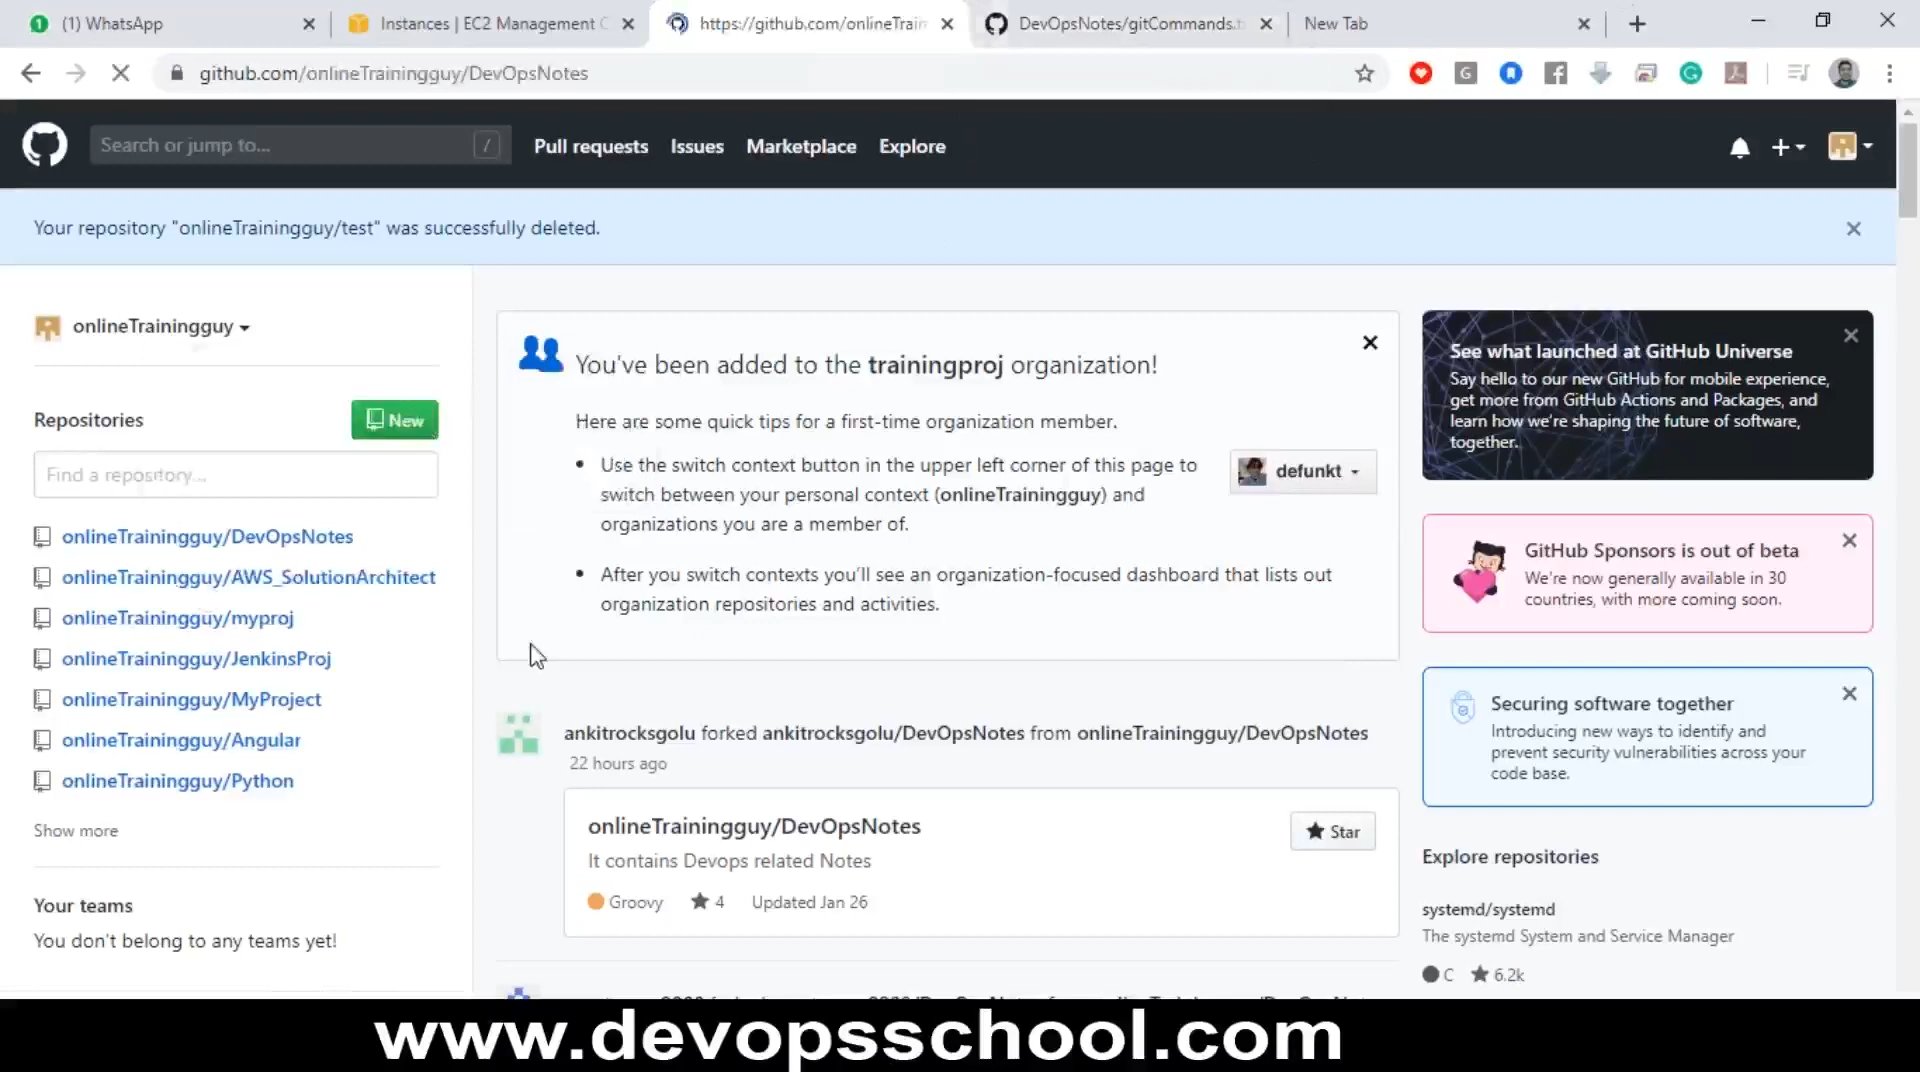 (1) WhatsApp
Instances | EC2 Management C
https://github.com/onlineTrain
DevOpsNotes/gitCommands.t
New Tab
github.com/onlineTrainingguy/DevOpsNotes
Search or jump to...
/
Pull requests
Issues
Marketplace
Explore
Your repository "onlineTrainingguy/test" was successfully deleted.
onlineTrainingguy
Repositories
New
Find a repository...
onlineTrainingguy/DevOpsNotes
onlineTrainingguy/AWS_SolutionArchitect
onlineTrainingguy/myproj
onlineTrainingguy/JenkinsProj
onlineTrainingguy/MyProject
onlineTrainingguy/Angular
onlineTrainingguy/Python
Show more
Your teams
You don't belong to any teams yet!
You've been added to the trainingproj organization!
Here are some quick tips for a first-time organization member.
Use the switch context button in the upper left corner of this page to
switch between your personal context (onlineTrainingguy) and
organizations you are a member of.
defunkt
After you switch contexts you'll see an organization-focused dashboard that lists out
organization repositories and activities.
ankitrocksgolu forked ankitrocksgolu/DevOpsNotes from onlineTrainingguy/DevOpsNotes
22 hours ago
onlineTrainingguy/DevOpsNotes
Star
It contains Devops related Notes
Groovy
4
Updated Jan 26
See what launched at GitHub Universe
Say hello to our new GitHub for mobile experience,
get more from GitHub Actions and Packages, and
learn how we're shaping the future of software,
together.
GitHub Sponsors is out of beta
We're now generally available in 30
countries, with more coming soon.
Securing software together
Introducing new ways to identify and
prevent security vulnerabilities across your
code base.
Explore repositories
systemd/systemd
The systemd System and Service Manager
C
6.2k
www.devopsschool.com